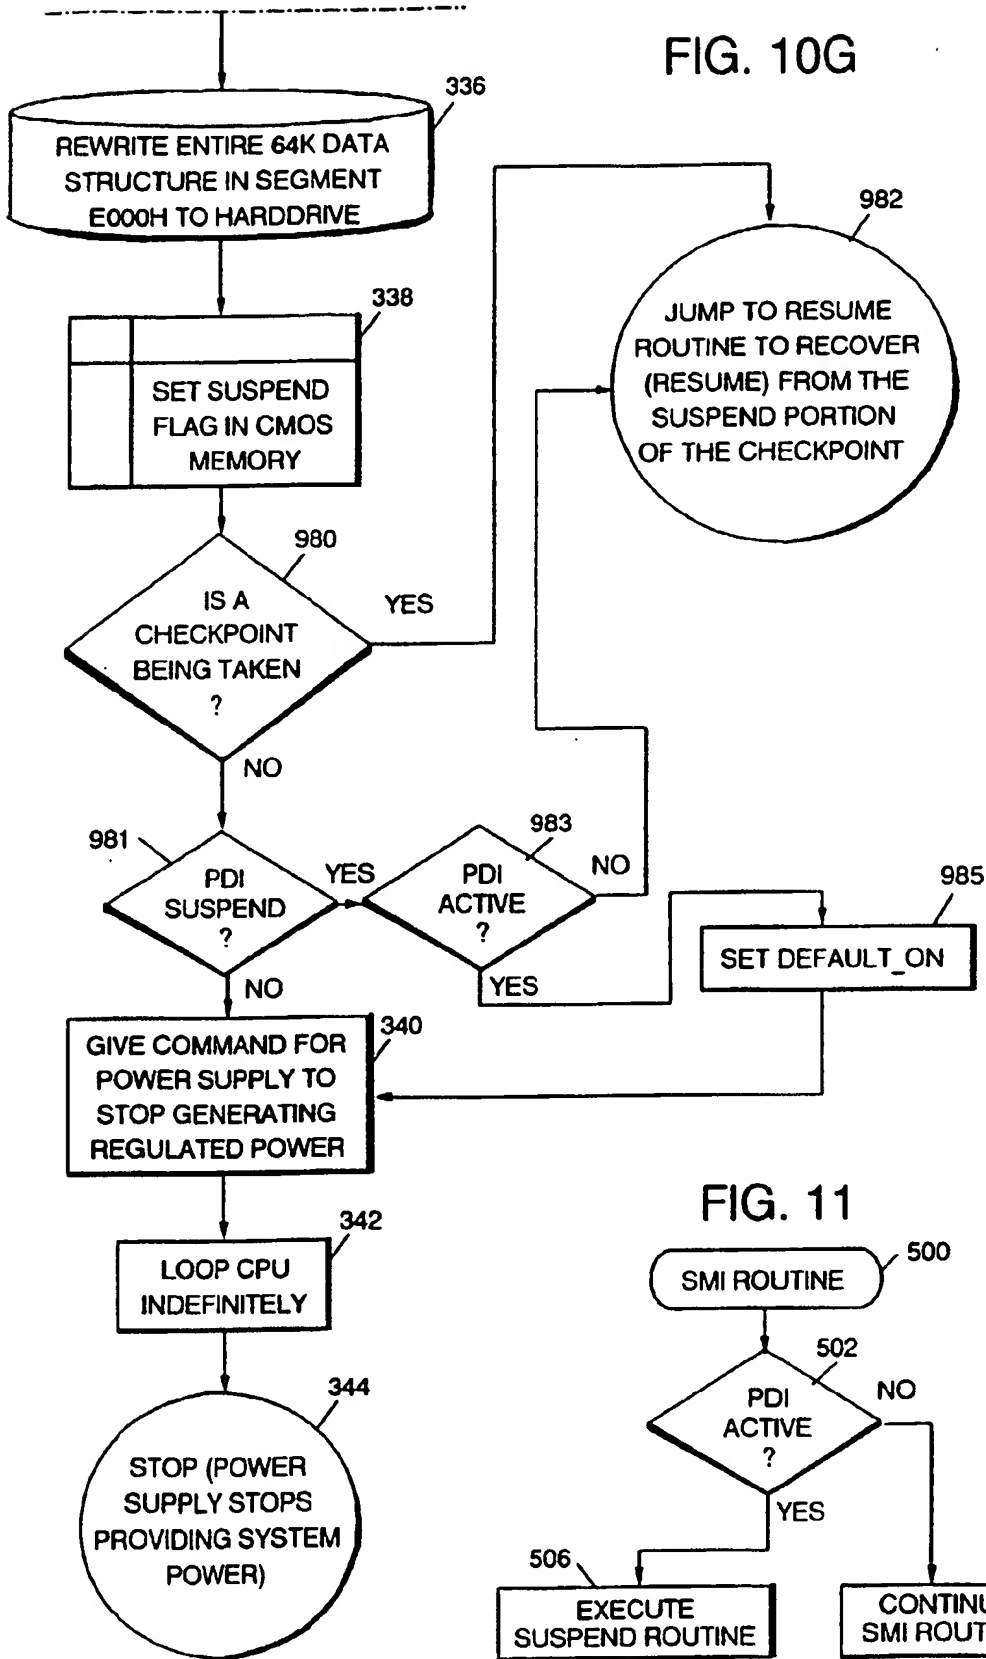 FIG. 10G
336
REWRITE ENTIRE 64K DATA
STRUCTURE IN SEGMENT
E000H TO HARDDRIVE
338
SET SUSPEND
FLAG IN CMOS
MEMORY
982
JUMP TO RESUME
ROUTINE TO RECOVER
(RESUME) FROM THE
SUSPEND PORTION
OF THE CHECKPOINT
980
IS A
CHECKPOINT
BEING TAKEN
?
YES
NO
981
PDI
SUSPEND
?
YES
NO
983
PDI
ACTIVE
?
NO
YES
985
SET DEFAULT_ON
340
GIVE COMMAND FOR
POWER SUPPLY TO
STOP GENERATING
REGULATED POWER
342
LOOP CPU
INDEFINITELY
344
STOP (POWER
SUPPLY STOPS
PROVIDING SYSTEM
POWER)
FIG. 11
500
SMI ROUTINE
502
PDI
ACTIVE
?
NO
YES
506
EXECUTE
SUSPEND ROUTINE
CONTINU
SMI ROUT